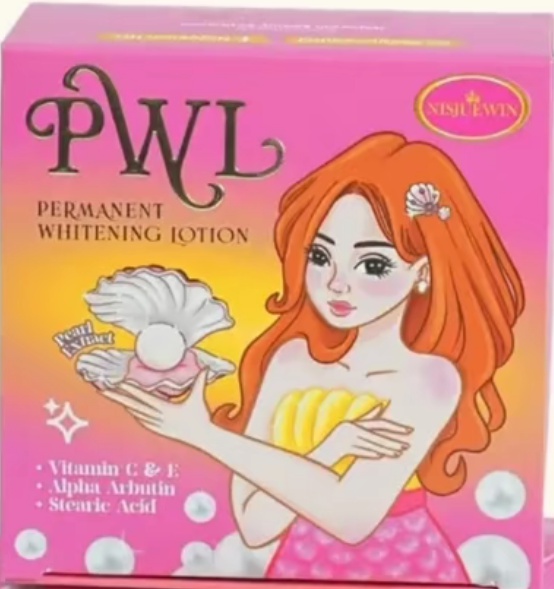 NISJUEWIN
PWL
PERMANENT
WHITENING LOTION
Pearl
Extract
• Vitamin C & E
• Alpha Arbutin
• Stearic Acid